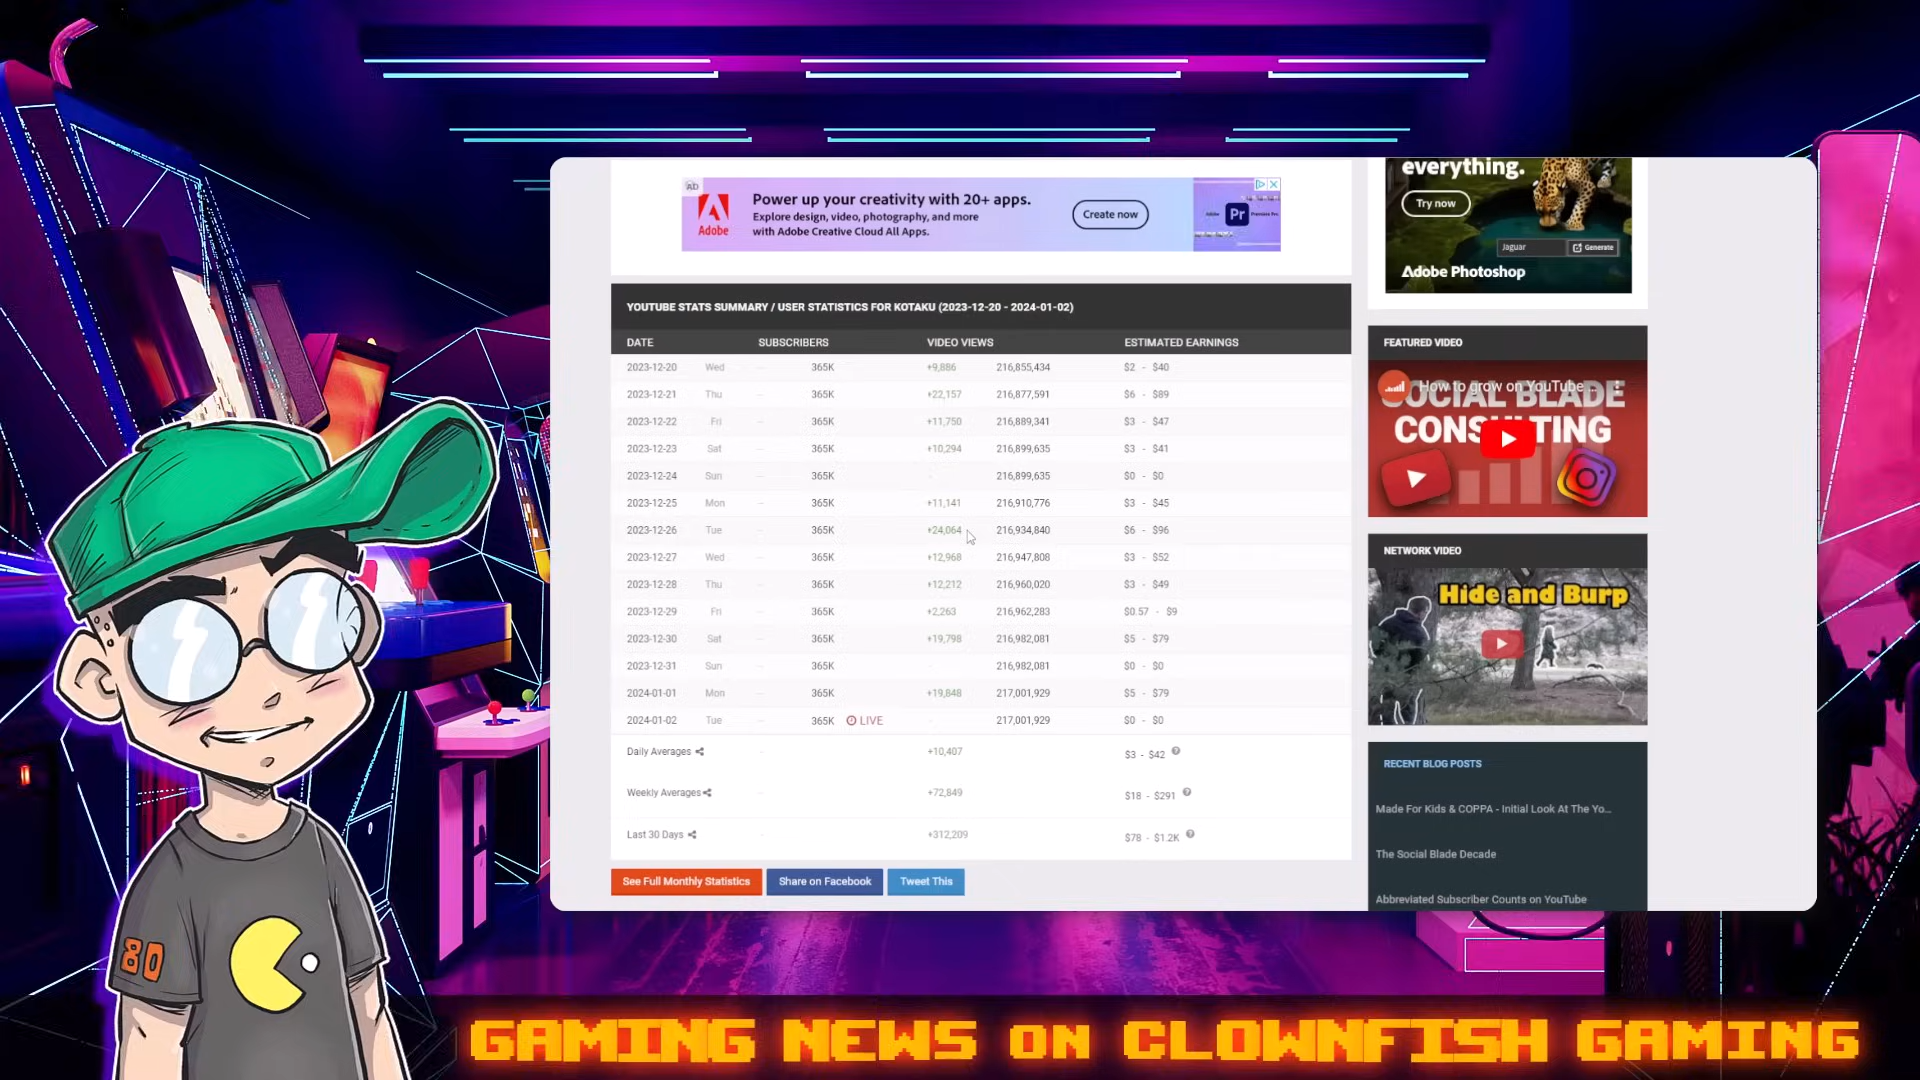 AD
Adobe
Power up your creativity with 20+ apps.
Explore design, video, photography, and more
with Adobe Creative Cloud All Apps.
Create now
Pr
everything.
Try now
Jaguar
Generate
Adobe Photoshop
YOUTUBE STATS SUMMARY / USER STATISTICS FOR KOTAKU (2023-12-20 - 2024-01-02)
DATE SUBSCRIBERS VIDEO VIEWS ESTIMATED EARNINGS
2023-12-20 Wed -- 365K +9,886 216,855,434 $2 - $40
2023-12-21 Thu -- 365K +22,157 216,877,591 $6 - $89
2023-12-22 Fri -- 365K +11,750 216,889,341 $3 - $47
2023-12-23 Sat -- 365K +10,294 216,899,635 $3 - $41
2023-12-24 Sun -- 365K -- 216,899,635 $0 - $0
2023-12-25 Mon -- 365K +11,141 216,910,776 $3 - $45
2023-12-26 Tue -- 365K +24,064 216,934,840 $6 - $96
2023-12-27 Wed -- 365K +12,968 216,947,808 $3 - $52
2023-12-28 Thu -- 365K +12,212 216,960,020 $3 - $49
2023-12-29 Fri -- 365K +2,263 216,962,283 $0.57 - $9
2023-12-30 Sat -- 365K +19,798 216,982,081 $5 - $79
2023-12-31 Sun -- 365K -- 216,982,081 $0 - $0
2024-01-01 Mon -- 365K +19,848 217,001,929 $5 - $79
2024-01-02 Tue -- 365K LIVE -- 217,001,929 $0 - $0
Daily Averages -- +10,407 $3 - $42
Weekly Averages -- +72,849 $18 - $291
Last 30 Days -- +312,209 $78 - $1.2K
See Full Monthly Statistics Share on Facebook Tweet This
FEATURED VIDEO
How to grow on YouTube ...
SOCIAL BLADE
CONSULTING
NETWORK VIDEO
Hide and Burp
RECENT BLOG POSTS
Made For Kids & COPPA - Initial Look At The Yo...
The Social Blade Decade
Abbreviated Subscriber Counts on YouTube
80
GAMING NEWS ON CLOWNFISH GAMING